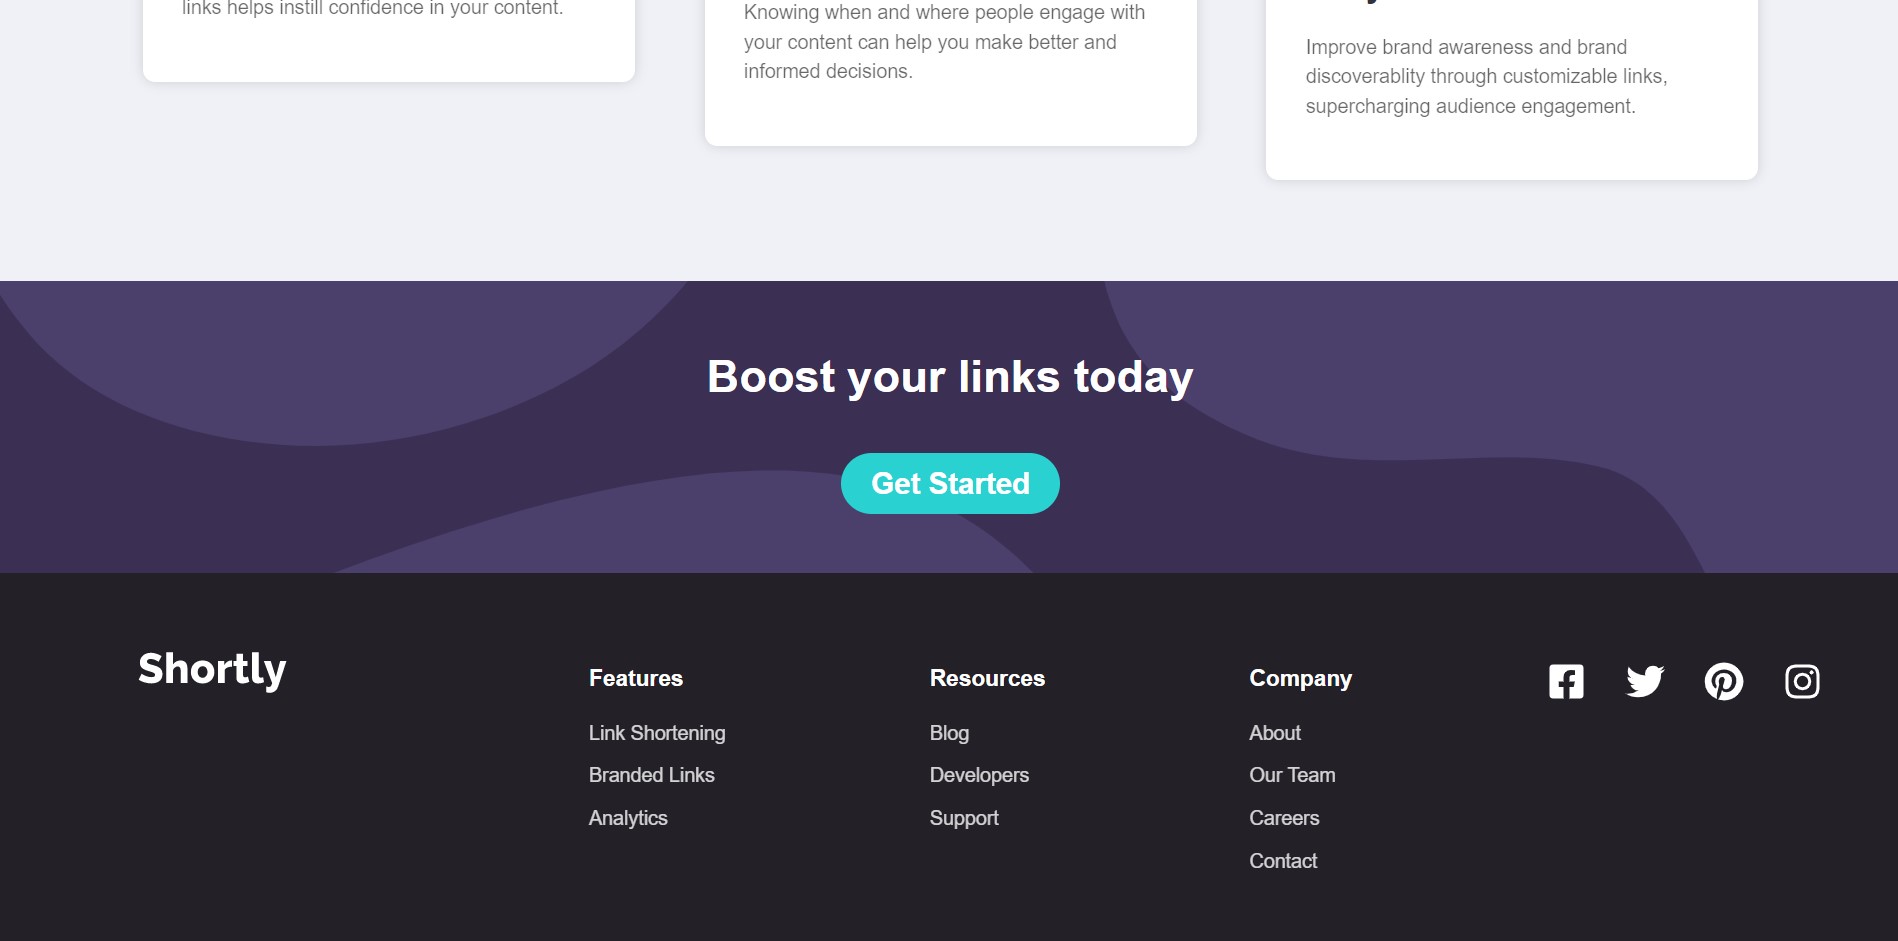 links helps instill confidence in your content.
Knowing when and where people engage with
your content can help you make better and
informed decisions.
Improve brand awareness and brand
discoverablity through customizable links,
supercharging audience engagement.
Boost your links today
Get Started
Shortly
Features
Link Shortening
Branded Links
Analytics
Resources
Blog
Developers
Support
Company
About
Our Team
Careers
Contact